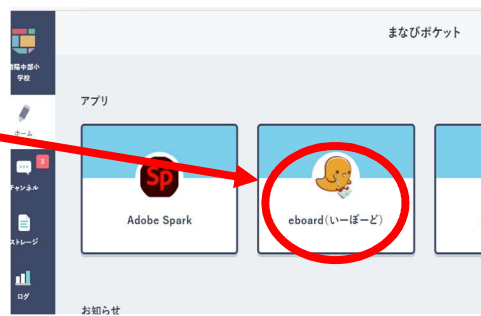 まなびポケット
中部小
学校
ホーム
3
チャンネル
ストレージ
ログ
アプリ
Sp
Adobe Spark
eboard(いーぼーど)
お知らせ